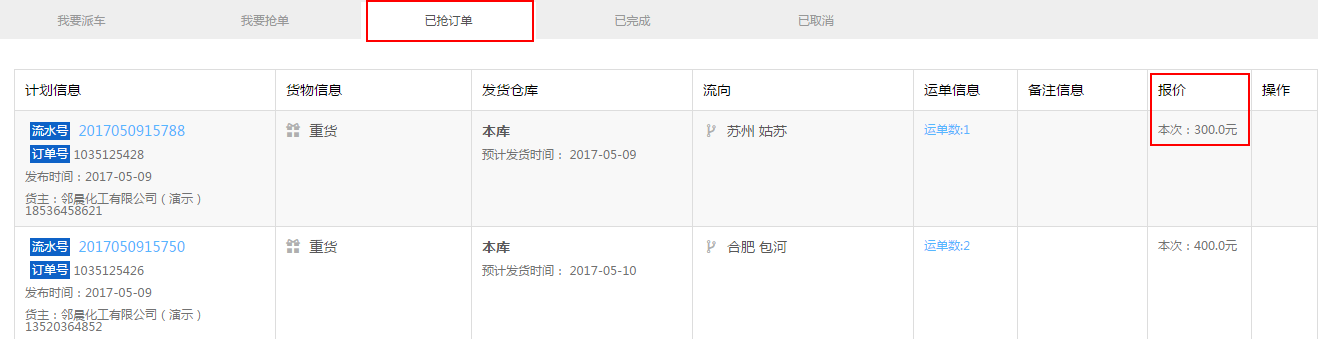 我要派车 我要抢单 已抢订单 已完成 已取消
计划信息 货物信息 发货仓库 流向 运单信息 备注信息 报价 操作
流水号 2017050915788 重货 本库 苏州 姑苏 运单数:1 本次：300.0元
订单号 1035125428 预计发货时间： 2017-05-09
发布时间：2017-05-09
货主：邻晨化工有限公司（演示）
18536458621
流水号 2017050915750 重货 本库 合肥 包河 运单数:2 本次：400.0元
订单号 1035125426 预计发货时间： 2017-05-10
发布时间：2017-05-09
货主：邻晨化工有限公司（演示）
13520364852